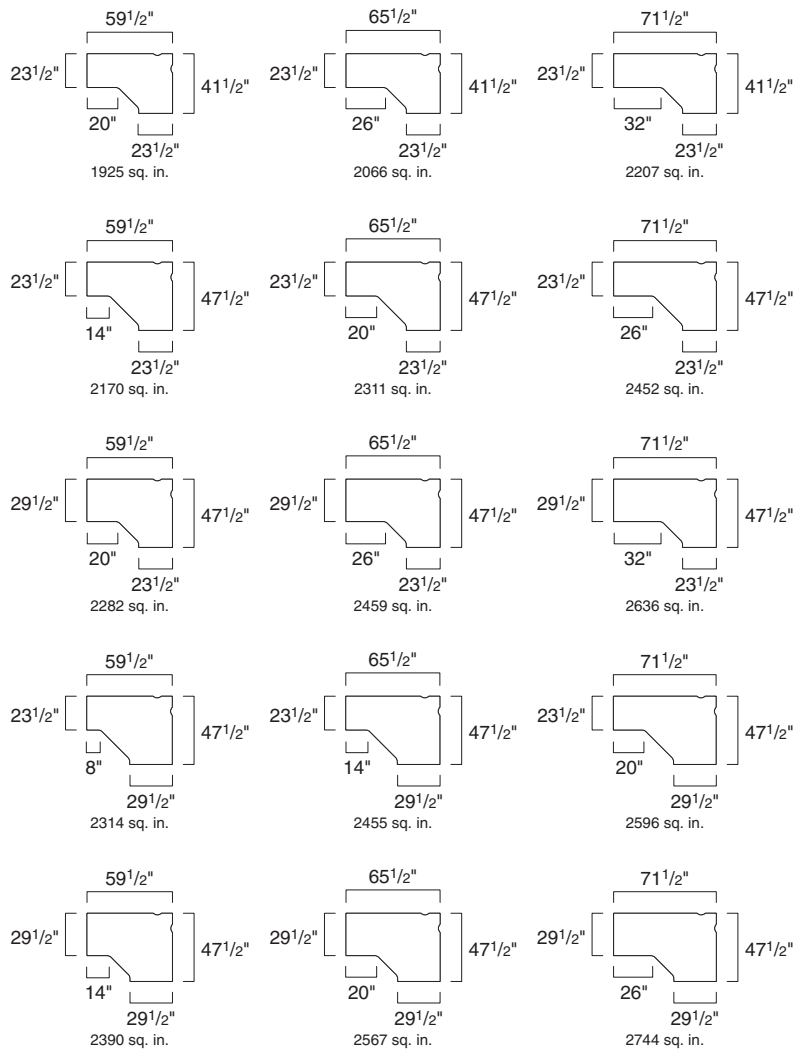 59 1/2" 65 1/2" 71 1/2"
23 1/2" 41 1/2" 23 1/2" 41 1/2" 23 1/2" 41 1/2"
20" 26" 32"
23 1/2" 23 1/2" 23 1/2"
1925 sq. in. 2066 sq. in. 2207 sq. in.
59 1/2" 65 1/2" 71 1/2"
23 1/2" 47 1/2" 23 1/2" 47 1/2" 23 1/2" 47 1/2"
14" 20" 26"
23 1/2" 23 1/2" 23 1/2"
2170 sq. in. 2311 sq. in. 2452 sq. in.
59 1/2" 65 1/2" 71 1/2"
29 1/2" 47 1/2" 29 1/2" 47 1/2" 29 1/2" 47 1/2"
20" 26" 32"
23 1/2" 23 1/2" 23 1/2"
2282 sq. in. 2459 sq. in. 2636 sq. in.
59 1/2" 65 1/2" 71 1/2"
23 1/2" 47 1/2" 23 1/2" 47 1/2" 23 1/2" 47 1/2"
8" 14" 20"
29 1/2" 29 1/2" 29 1/2"
2314 sq. in. 2455 sq. in. 2596 sq. in.
59 1/2" 65 1/2" 71 1/2"
29 1/2" 47 1/2" 29 1/2" 47 1/2" 29 1/2" 47 1/2"
14" 20" 26"
29 1/2" 29 1/2" 29 1/2"
2390 sq. in. 2567 sq. in. 2744 sq. in.